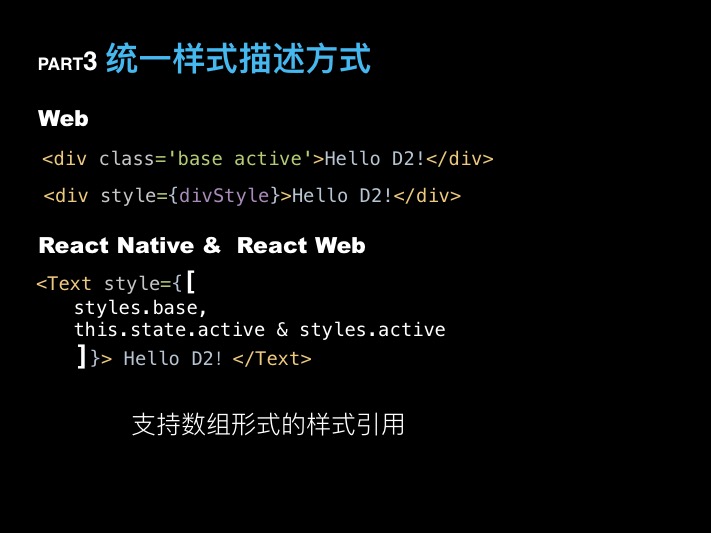 PART3 统一样式描述方式
Web
<div class='base active'>Hello D2!</div>
<div style={divStyle}>Hello D2!</div>
React Native & React Web
<Text style={[
styles.base,
this.state.active & styles.active
]}> Hello D2! </Text>
支持数组形式的样式引用